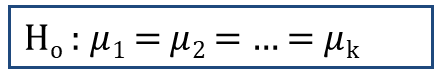 Hₒ : μ₁ = μ₂ = … = μₖ